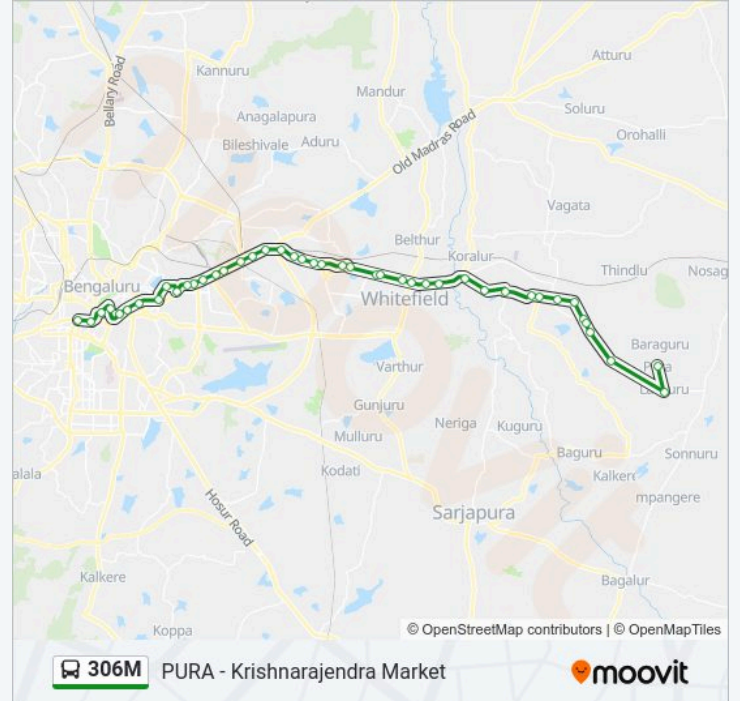 Atturu
Kannuru
Mandur
Bellary Road
Soluru
Anagalapura
Orohalli
Bileshivale Aduru
Old Madras Road
Vagata
Belthur
Koralur
Thindlu Nosag
Bengaluru
Whitefield
Baraguru
Varthur
Gunjuru
Neriga Kuguru
Mulluru
Baguru
Sonnuru
Kodati
Kalkere
alala
mpangere
Hosur Road
Sarjapura
Kalkere
Bagalur
Koppa
© OpenStreetMap contributors | © OpenMapTiles
306M PURA - Krishnarajendra Market
moovit